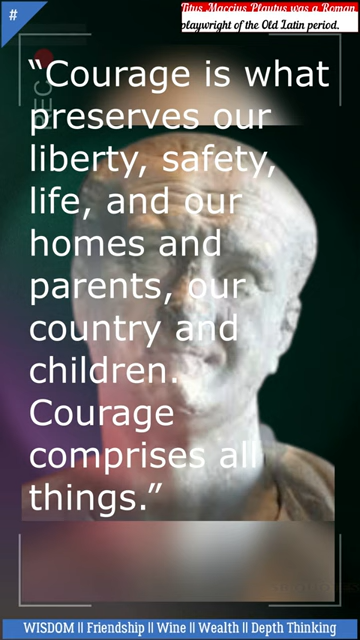 #
Titus Maccius Plautus was a Roman
playwright of the Old Latin period.
REC
“Courage is what
preserves our
liberty, safety,
life, and our
homes and
parents, our
country and
children.
Courage
comprises all
things.”
WISDOM || Friendship || Wine || Wealth || Depth Thinking